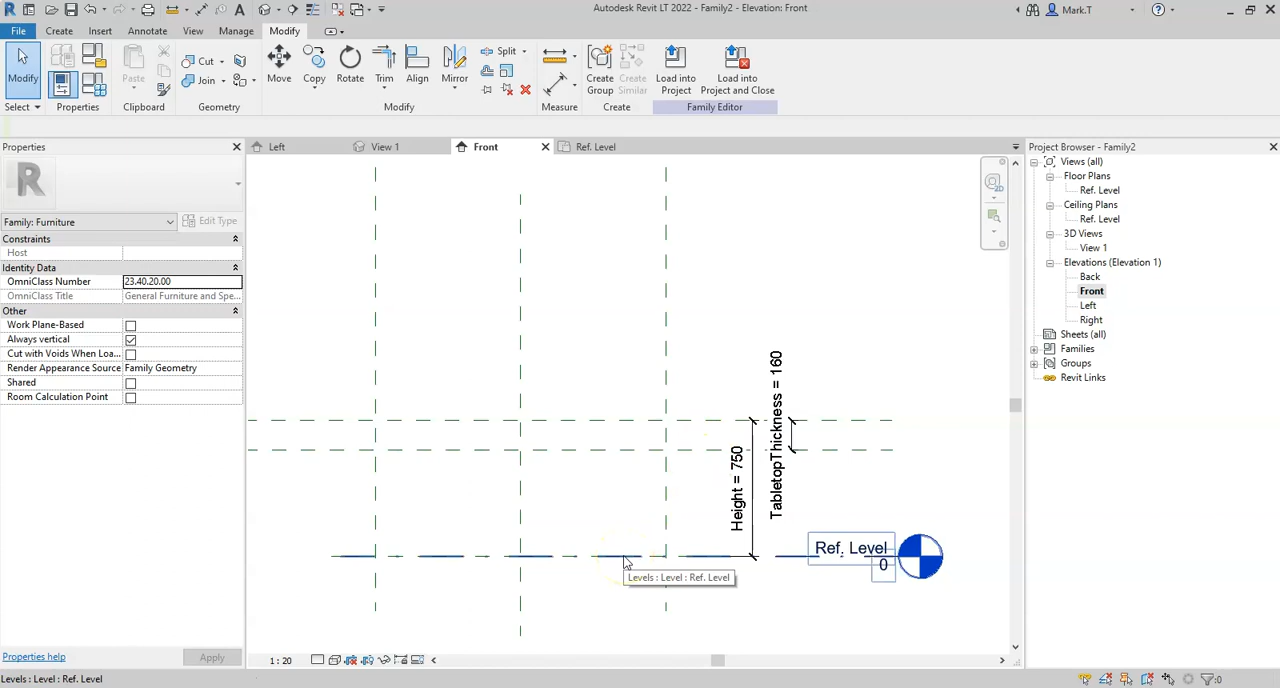 Autodesk Revit LT 2022 - Family2 - Elevation: Front
Mark.T
File Create Insert Annotate View Manage Modify
Modify
Paste
Cut
Join
Move
Copy
Rotate
Trim
Align
Mirror
Split
Create Group
Create Similar
Load into Project
Load into Project and Close
Select Properties Clipboard Geometry Modify Measure Create Family Editor
Properties
Left
View 1
Front
Ref. Level
Project Browser - Family2
Family: Furniture
Edit Type
Constraints
Host
Identity Data
OmniClass Number 23.40.20.00
OmniClass Title General Furniture and Spe...
Other
Work Plane-Based
Always vertical
Cut with Voids When Loa...
Render Appearance Source Family Geometry
Shared
Room Calculation Point
Properties help
Apply
Views (all)
Floor Plans
Ref. Level
Ceiling Plans
Ref. Level
3D Views
View 1
Elevations (Elevation 1)
Back
Front
Left
Right
Sheets (all)
Families
Groups
Revit Links
2D
Height = 750
TabletopThickness = 160
Ref. Level
0
Levels : Level : Ref. Level
1 : 20
Levels : Level : Ref. Level
:0